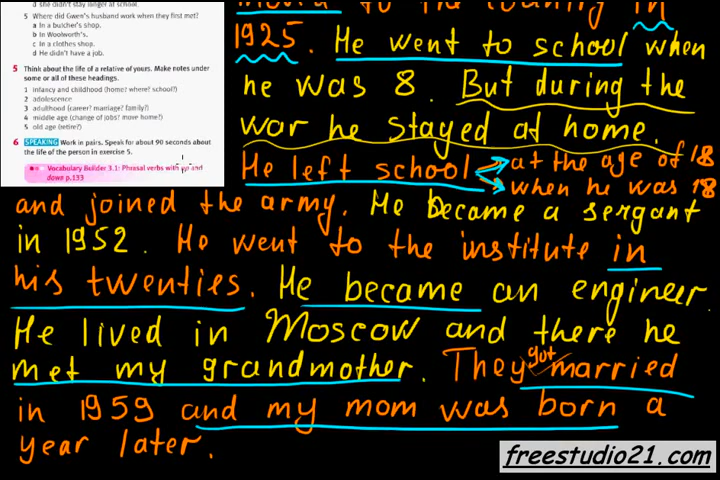 d She didn't stay longer at school.
5 Where did Gwen's husband work when they first met?
a In a butcher's shop.
b In Woolworth's.
c In a clothes shop.
d He didn't have a job.
5 Think about the life of a relative of yours. Make notes under
some or all of these headings.
1 infancy and childhood (home? where? school?)
2 adolescence
3 adulthood (career? marriage? family?)
4 middle age (change of jobs? move home?)
5 old age (retire?)
6 SPEAKING Work in pairs. Speak for about 90 seconds about
the life of the person in exercise 5.
Vocabulary Builder 3.1: Phrasal verbs with up and
down p.133
to the country in
1925. He went to school when
he was 8. But during the
war he stayed at home.
He left school at the age of 18
when he was 18
and joined the army. He became a sergant
in 1952. He went to the institute in
his twenties. He became an engineer.
He lived in Moscow and there he
met my grandmother. They got married
in 1959 and my mom was born a
year later.
freestudio21.com